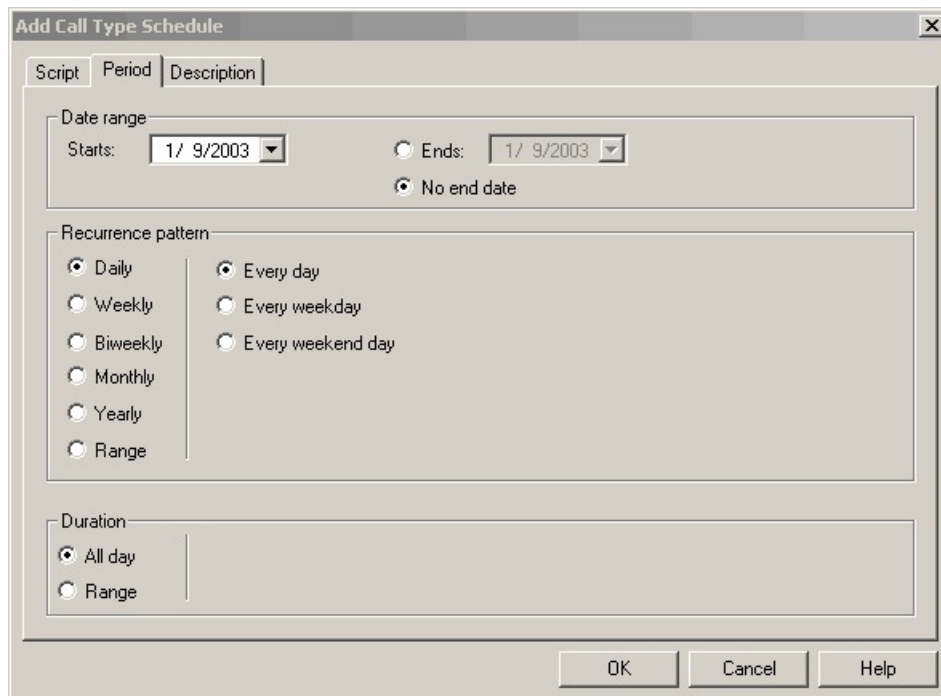 Add Call Type Schedule
Script Period Description
Date range
Starts: 1/ 9/2003 Ends: 1/ 9/2003
No end date
Recurrence pattern
Daily Every day
Weekly Every weekday
Biweekly Every weekend day
Monthly
Yearly
Range
Duration
All day
Range
OK Cancel Help